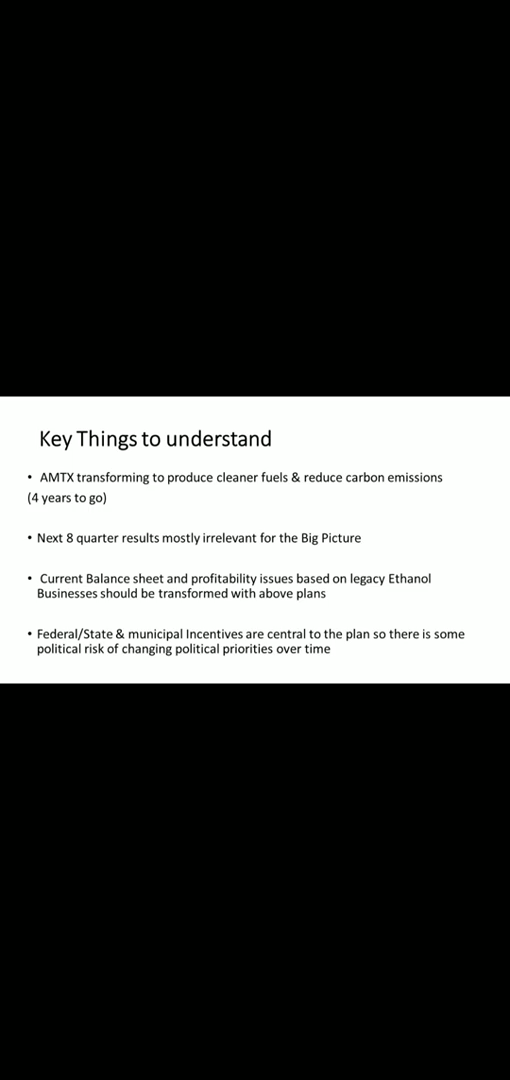 Key Things to understand
• AMTX transforming to produce cleaner fuels & reduce carbon emissions
(4 years to go)
• Next 8 quarter results mostly irrelevant for the Big Picture
• Current Balance sheet and profitability issues based on legacy Ethanol
Businesses should be transformed with above plans
• Federal/State & municipal Incentives are central to the plan so there is some
political risk of changing political priorities over time